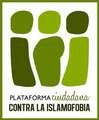 PLATAFORMA ciudadana
CONTRA LA ISLAMOFOBIA